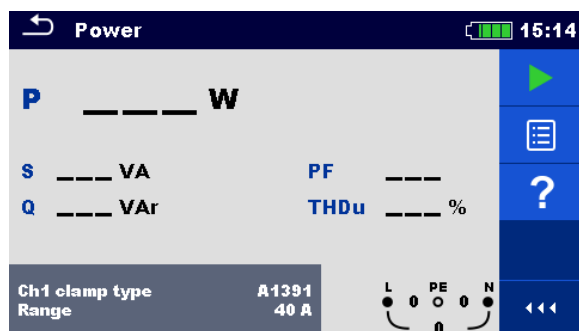 Power 15:14
P ___ W
S ___ VA PF ___
Q ___ VAr THDu ___ %
?
Ch1 clamp type A1391
Range 40 A
L PE N
0 0
0